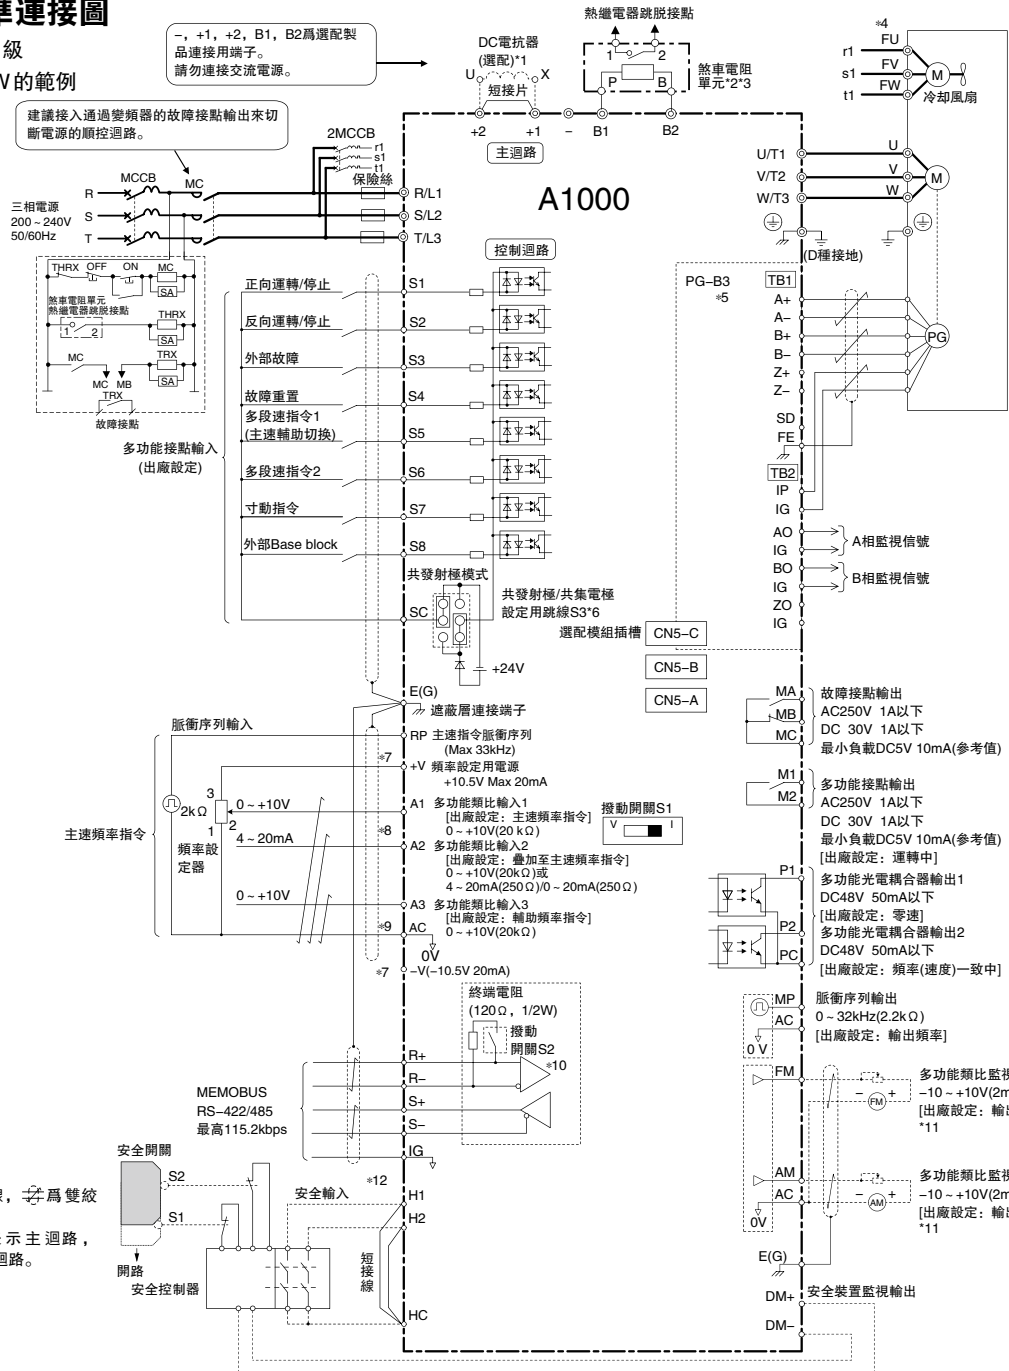 準連接圖
級
W的範例
-，+1，+2，B1，B2爲選配製
品連接用端子。
請勿連接交流電源。
建議接入通過變頻器的故障接點輸出來切
斷電源的順控迴路。
DC電抗器
(選配)*1
U X
短接片
熱繼電器跳脱接點
1 2
P B
煞車電阻
單元*2*3
+2 +1 − B1 B2
主迴路
*4
r1 FU
s1 FV
t1 FW
M
冷却風扇
2MCCB
r1
s1
t1
保險絲
MCCB MC
三相電源
200～240V
50/60Hz
R R/L1
S S/L2
T T/L3
A1000
U/T1 U
V/T2 V
W/T3 W
M
(D種接地)
THRX OFF ON MC
SA
煞車電阻單元
熱繼電器跳脱接點
1 2
THRX
SA
MC
TRX
SA
MC MB
TRX
故障接點
控制迴路
正向運轉/停止 S1
反向運轉/停止 S2
外部故障 S3
故障重置 S4
多段速指令1
(主速輔助切換) S5
多段速指令2 S6
寸動指令 S7
外部Base block S8
多功能接點輸入
(出廠設定)
共發射極模式
SC
共發射極/共集電極
設定用跳線S3*6
+24V
PG-B3
*5
TB1
A+
A−
B+
B−
Z+
Z−
SD
FE
PG
TB2
IP
IG
AO
IG
A相監視信號
BO
IG
B相監視信號
ZO
IG
選配模組插槽
CN5−C
CN5−B
CN5−A
E(G)
遮蔽層連接端子
脈衝序列輸入
RP 主速指令脈衝序列
(Max 33kHz)
*7
+V 頻率設定用電源
+10.5V Max 20mA
主速頻率指令
2kΩ
3
2
1
頻率設
定器
0～+10V
A1 多功能類比輸入1
[出廠設定：主速頻率指令]
0～+10V(20 kΩ)
*8
4～20mA
A2 多功能類比輸入2
[出廠設定：疊加至主速頻率指令]
0～+10V(20kΩ)或
4～20mA(250Ω)/0～20mA(250Ω)
0～+10V
A3 多功能類比輸入3
[出廠設定：輔助頻率指令]
0～+10V(20kΩ)
*9
AC
0V
*7
−V(−10.5V 20mA)
撥動開關S1
V I
MA
MB
MC
故障接點輸出
AC250V 1A以下
DC 30V 1A以下
最小負載DC5V 10mA(參考值)
M1
M2
多功能接點輸出
AC250V 1A以下
DC 30V 1A以下
最小負載DC5V 10mA(參考值)
[出廠設定：運轉中]
P1
多功能光電耦合器輸出1
DC48V 50mA以下
[出廠設定：零速]
P2
多功能光電耦合器輸出2
DC48V 50mA以下
PC
[出廠設定：頻率(速度)一致中]
MP
AC
0 V
脈衝序列輸出
0～32kHz(2.2kΩ)
[出廠設定：輸出頻率]
終端電阻
(120Ω，1/2W)
撥動
開關S2
*10
MEMOBUS
RS−422/485
最高115.2kbps
R+
R−
S+
S−
IG
FM
− FM +
多功能類比監視
−10～+10V(2m
[出廠設定：輸出
*11
AM
AC
0V
− AM +
多功能類比監視
−10～+10V(2m
[出廠設定：輸出
*11
E(G)
*12
安全開關
S2
S1
開路
安全控制器
安全輸入
短接線
H1
H2
HC
DM+
安全裝置監視輸出
DM−
爲雙絞
示主迴路，
迴路。